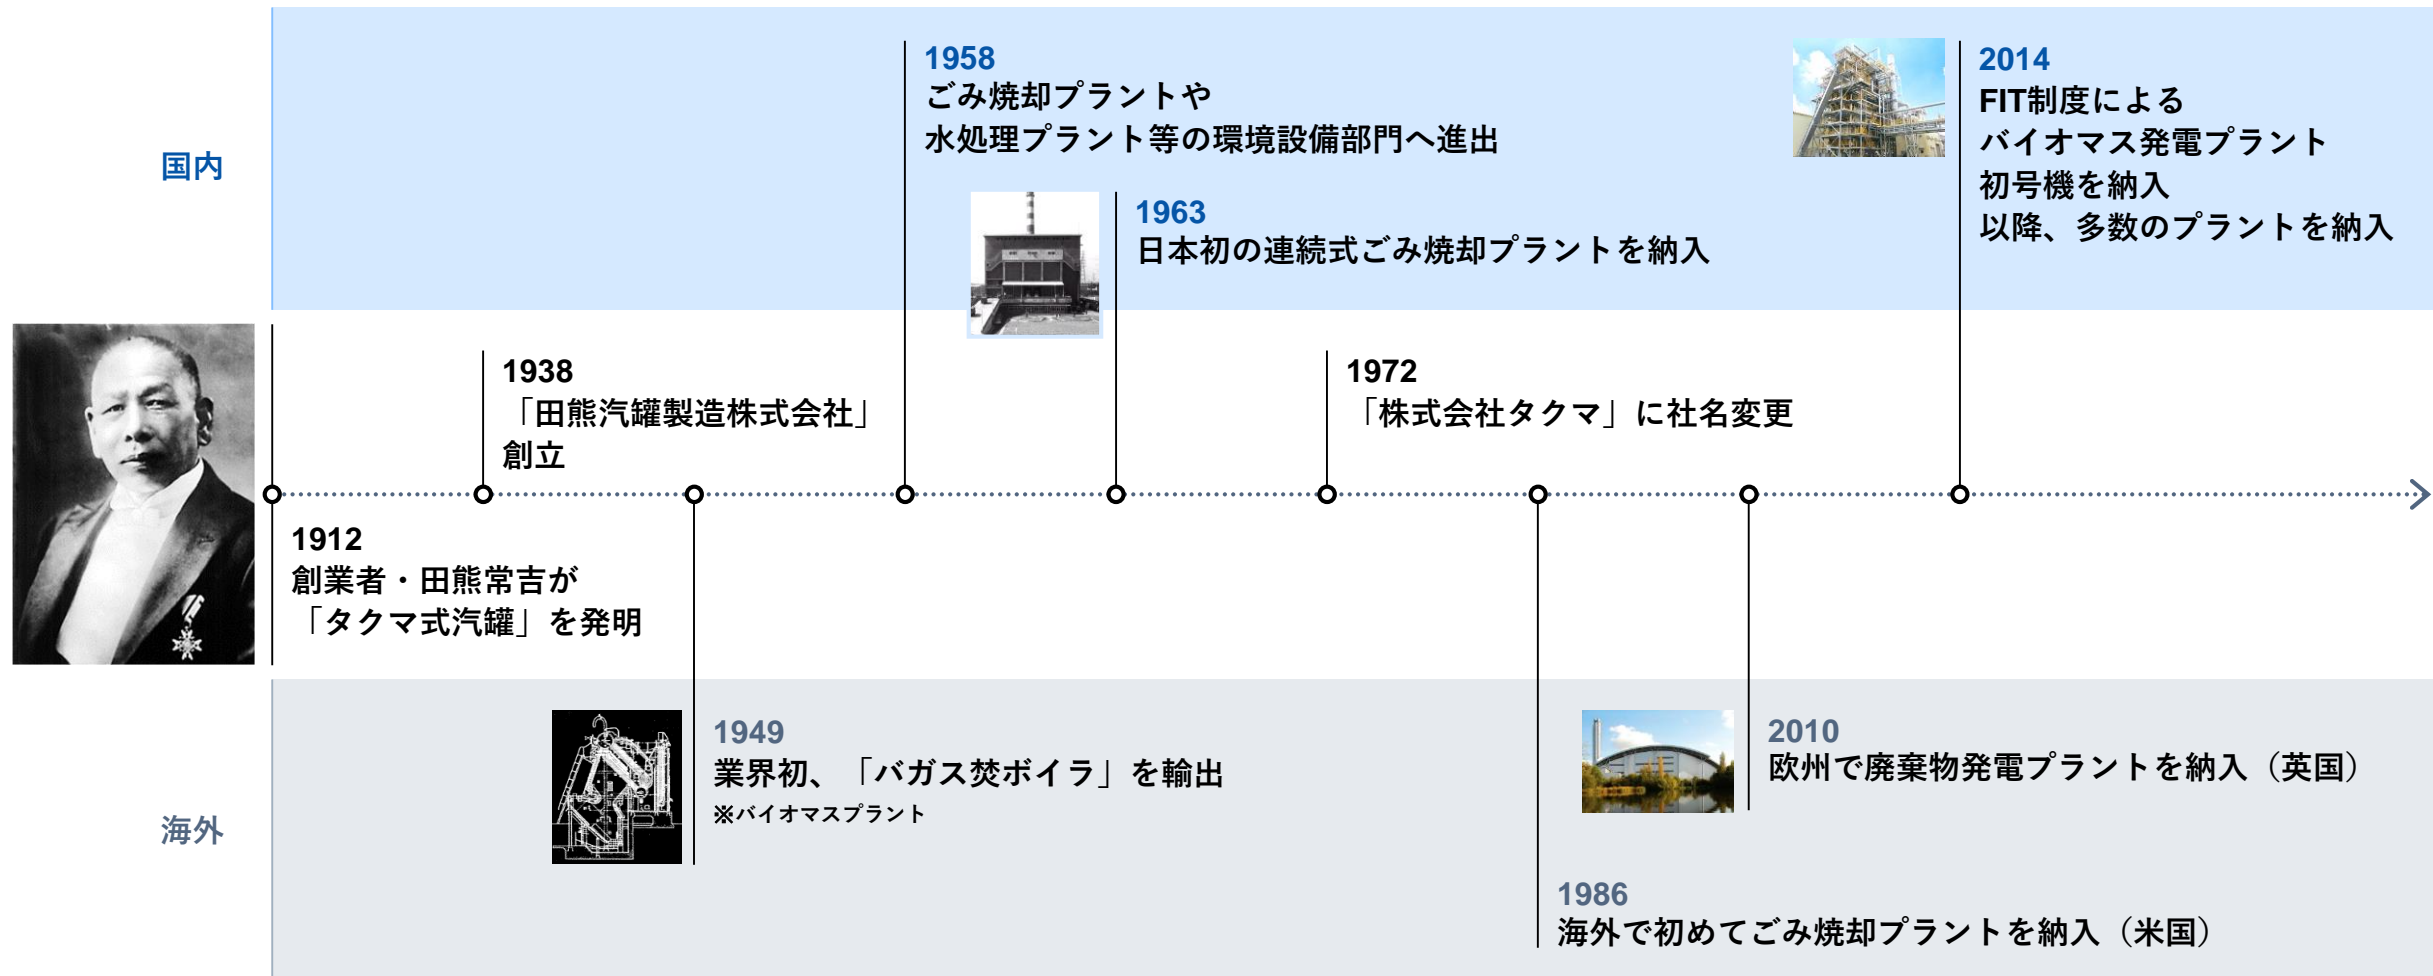 国内
1958
ごみ焼却プラントや
水処理プラント等の環境設備部門へ進出
1963
日本初の連続式ごみ焼却プラントを納入
2014
FIT制度による
バイオマス発電プラント
初号機を納入
以降、多数のプラントを納入
1912
創業者・田熊常吉が
「タクマ式汽罐」を発明
1938
「田熊汽罐製造株式会社」
創立
1972
「株式会社タクマ」に社名変更
海外
1949
業界初、「バガス焚ボイラ」を輸出
※バイオマスプラント
1986
海外で初めてごみ焼却プラントを納入（米国）
2010
欧州で廃棄物発電プラントを納入（英国）